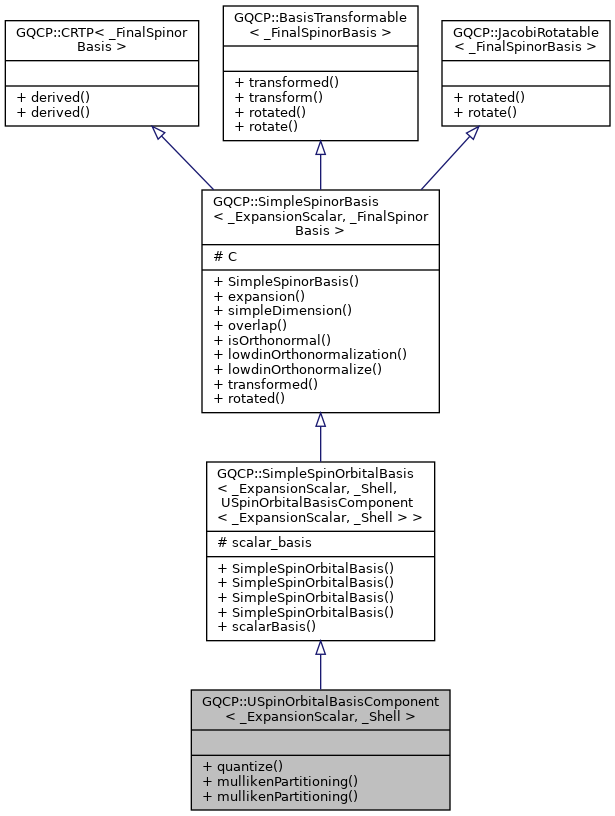 GQCP::CRTP< _FinalSpinor
Basis >
+ derived()
+ derived()
GQCP::BasisTransformable
< _FinalSpinorBasis >
+ transformed()
+ transform()
+ rotated()
+ rotate()
GQCP::JacobiRotatable
< _FinalSpinorBasis >
+ rotated()
+ rotate()
GQCP::SimpleSpinorBasis
< _ExpansionScalar, _FinalSpinor
Basis >
# C
+ SimpleSpinorBasis()
+ expansion()
+ simpleDimension()
+ overlap()
+ isOrthonormal()
+ lowdinOrthonormalization()
+ lowdinOrthonormalize()
+ transformed()
+ rotated()
GQCP::SimpleSpinOrbitalBasis
< _ExpansionScalar, _Shell,
USpinOrbitalBasisComponent
< _ExpansionScalar, _Shell > >
# scalar_basis
+ SimpleSpinOrbitalBasis()
+ SimpleSpinOrbitalBasis()
+ SimpleSpinOrbitalBasis()
+ SimpleSpinOrbitalBasis()
+ scalarBasis()
GQCP::USpinOrbitalBasisComponent
< _ExpansionScalar, _Shell >
+ quantize()
+ mullikenPartitioning()
+ mullikenPartitioning()